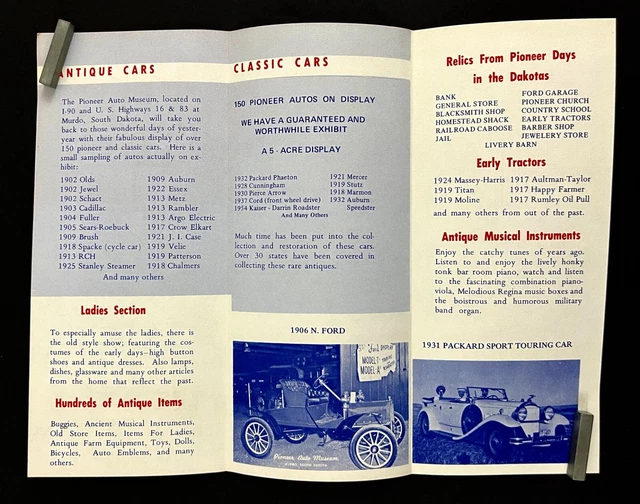 ANTIQUE CARS
The Pioneer Auto Museum, located on
I-90 and U. S. Highways 16 & 83 at
Murdo, South Dakota, will take you
back to those wonderful days of yester-
year with their fabulous display of over
150 pioneer and classic cars. Here is a
small sampling of autos actually on ex-
hibit:
1902 Olds
1902 Jewel
1902 Schact
1903 Cadillac
1904 Fuller
1905 Sears-Roebuck
1909 Brush
1918 Spacke (cycle car)
1913 RCH
1925 Stanley Steamer
1909 Auburn
1922 Essex
1913 Metz
1913 Rambler
1913 Argo Electric
1917 Crow Elkart
1921 J. I. Case
1919 Velie
1919 Patterson
1918 Chalmers
And many others
Ladies Section
To especially amuse the ladies, there is
the old style show; featuring the cos-
tumes of the early days—high button
shoes and antique dresses. Also lamps,
dishes, glassware and many other articles
from the home that reflect the past.
Hundreds of Antique Items
Buggies, Ancient Musical Instruments,
Old Store Items, Items For Ladies,
Antique Farm Equipment, Toys, Dolls,
Bicycles, Auto Emblems, and many
others.
CLASSIC CARS
150 PIONEER AUTOS ON DISPLAY
WE HAVE A GUARANTEED AND
WORTHWHILE EXHIBIT
A 5 - ACRE DISPLAY
1932 Packard Phaeton
1928 Cunningham
1930 Pierce Arrow
1937 Cord (front wheel drive)
1954 Kaiser - Darrin Roadster
1921 Mercer
1919 Stutz
1918 Marmon
1932 Auburn
Speedster
And Many Others
Much time has been put into the col-
lection and restoration of these cars.
Over 30 states have been covered in
collecting these rare antiques.
1906 N. FORD
MODEL T
MODEL A
Pioneer Auto Museum
MURDO, SOUTH DAKOTA
Relics From Pioneer Days
in the Dakotas
BANK
GENERAL STORE
BLACKSMITH SHOP
HOMESTEAD SHACK
RAILROAD CABOOSE
JAIL
FORD GARAGE
PIONEER CHURCH
COUNTRY SCHOOL
EARLY TRACTORS
BARBER SHOP
JEWELERY STORE
LIVERY BARN
Early Tractors
1924 Massey-Harris
1919 Titan
1919 Moline
1917 Aultman-Taylor
1917 Happy Farmer
1917 Rumley Oil Pull
and many others from out of the past.
Antique Musical Instruments
Enjoy the catchy tunes of years ago.
Listen to and enjoy the lively honky
tonk bar room piano, watch and listen
to the fascinating combination piano-
viola, Melodious Regina music boxes and
the boistrous and humorous military
band organ.
1931 PACKARD SPORT TOURING CAR